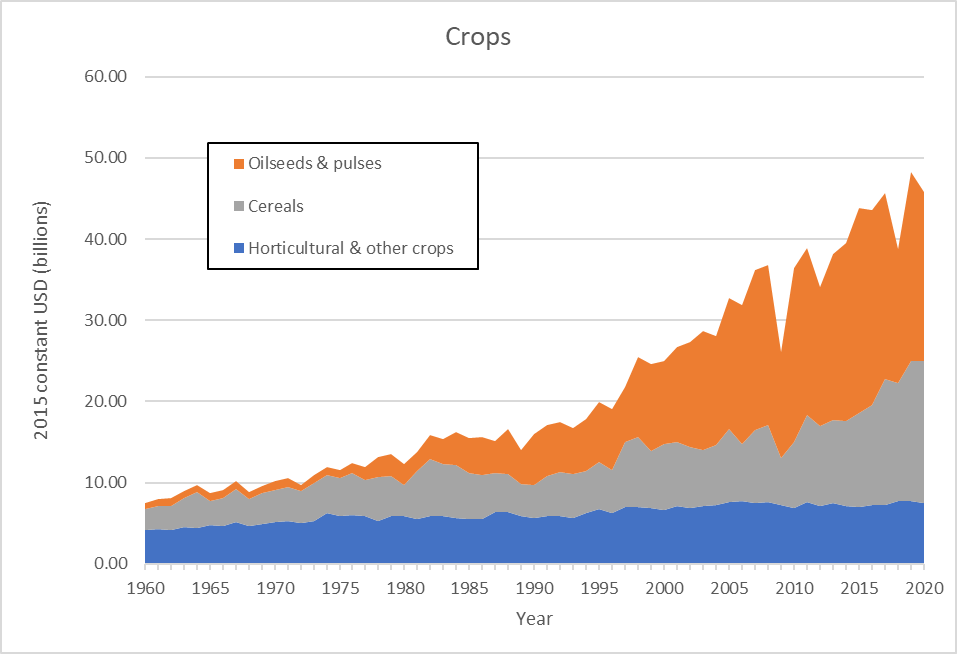 Crops
60.00
50.00
40.00
30.00
20.00
10.00
0.00
2015 constant USD (billions)
Oilseeds & pulses
Cereals
Horticultural & other crops
1960 1965 1970 1975 1980 1985 1990 1995 2000 2005 2010 2015 2020
Year